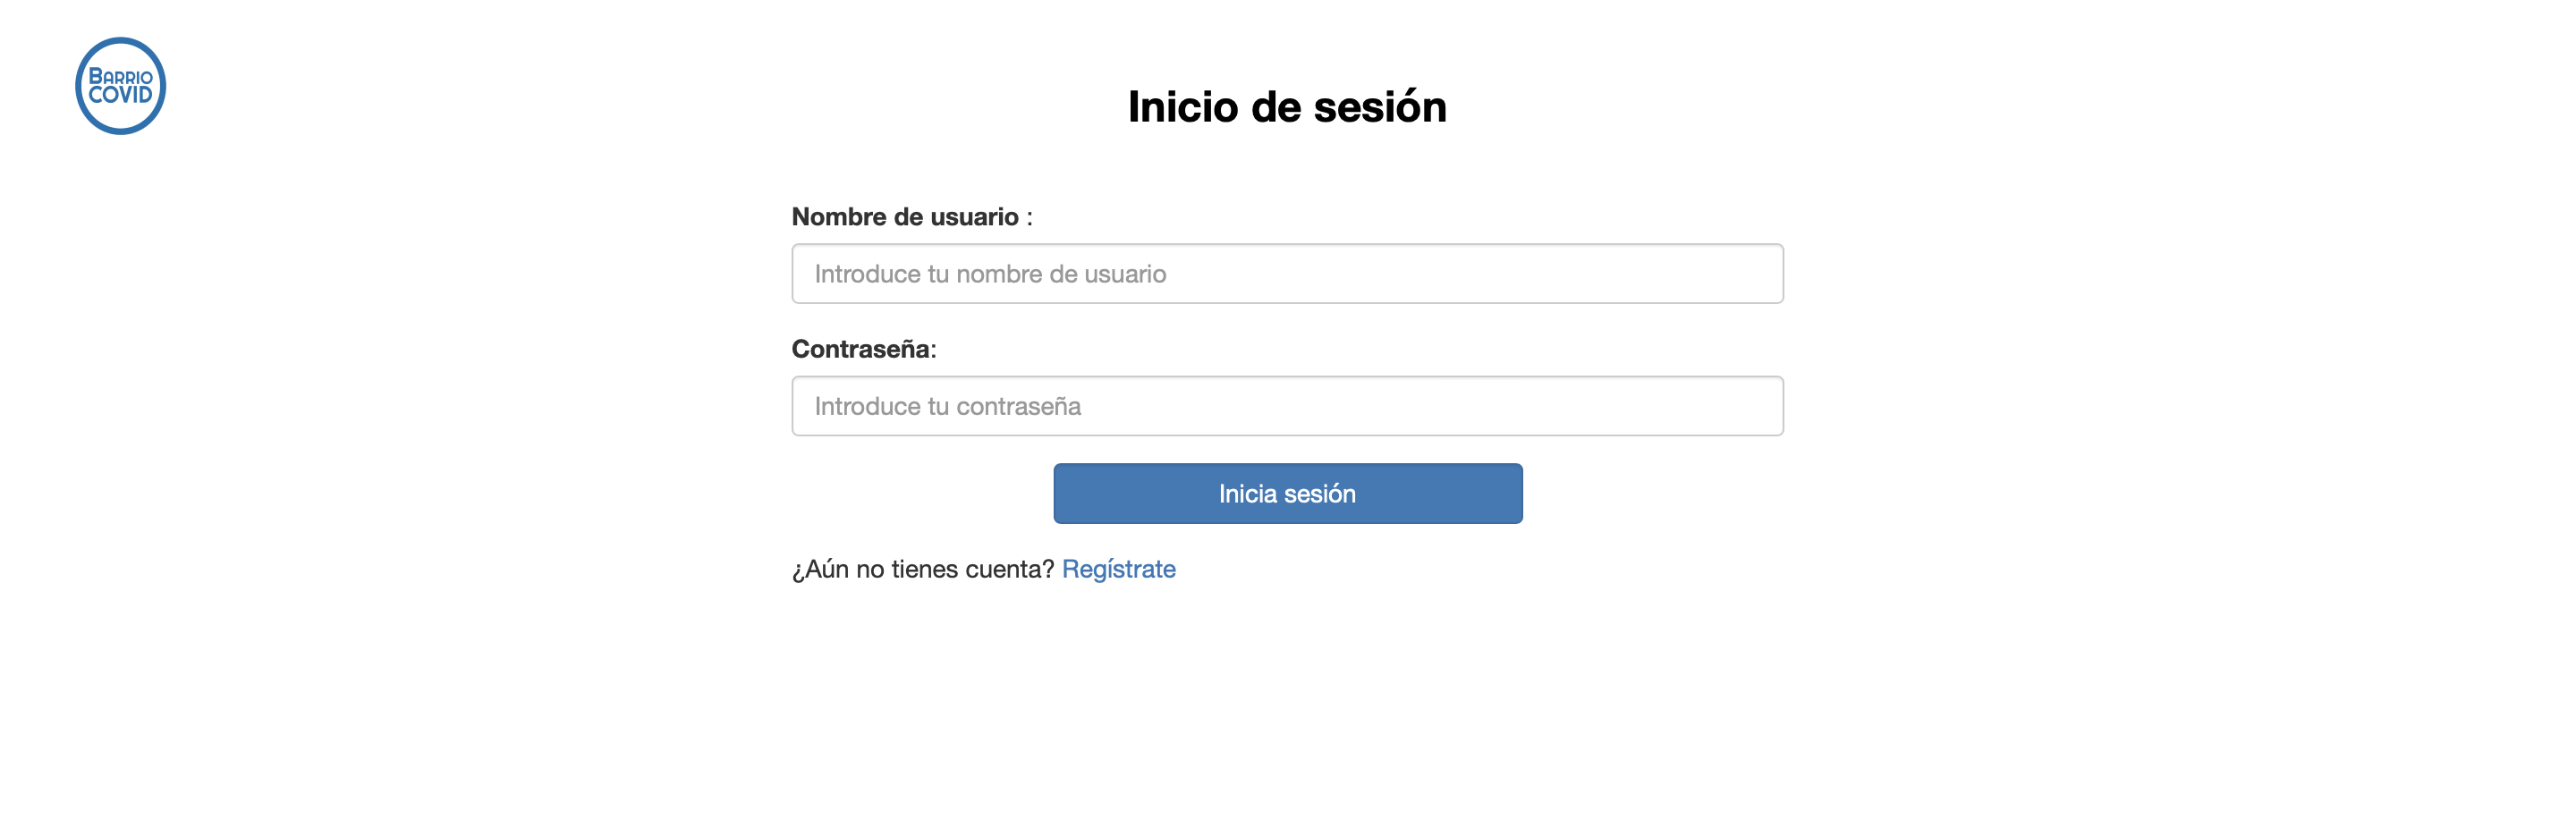 BARRIO
COVID
Inicio de sesión
Nombre de usuario :
Introduce tu nombre de usuario
Contraseña:
Introduce tu contraseña
Inicia sesión
¿Aún no tienes cuenta? Regístrate